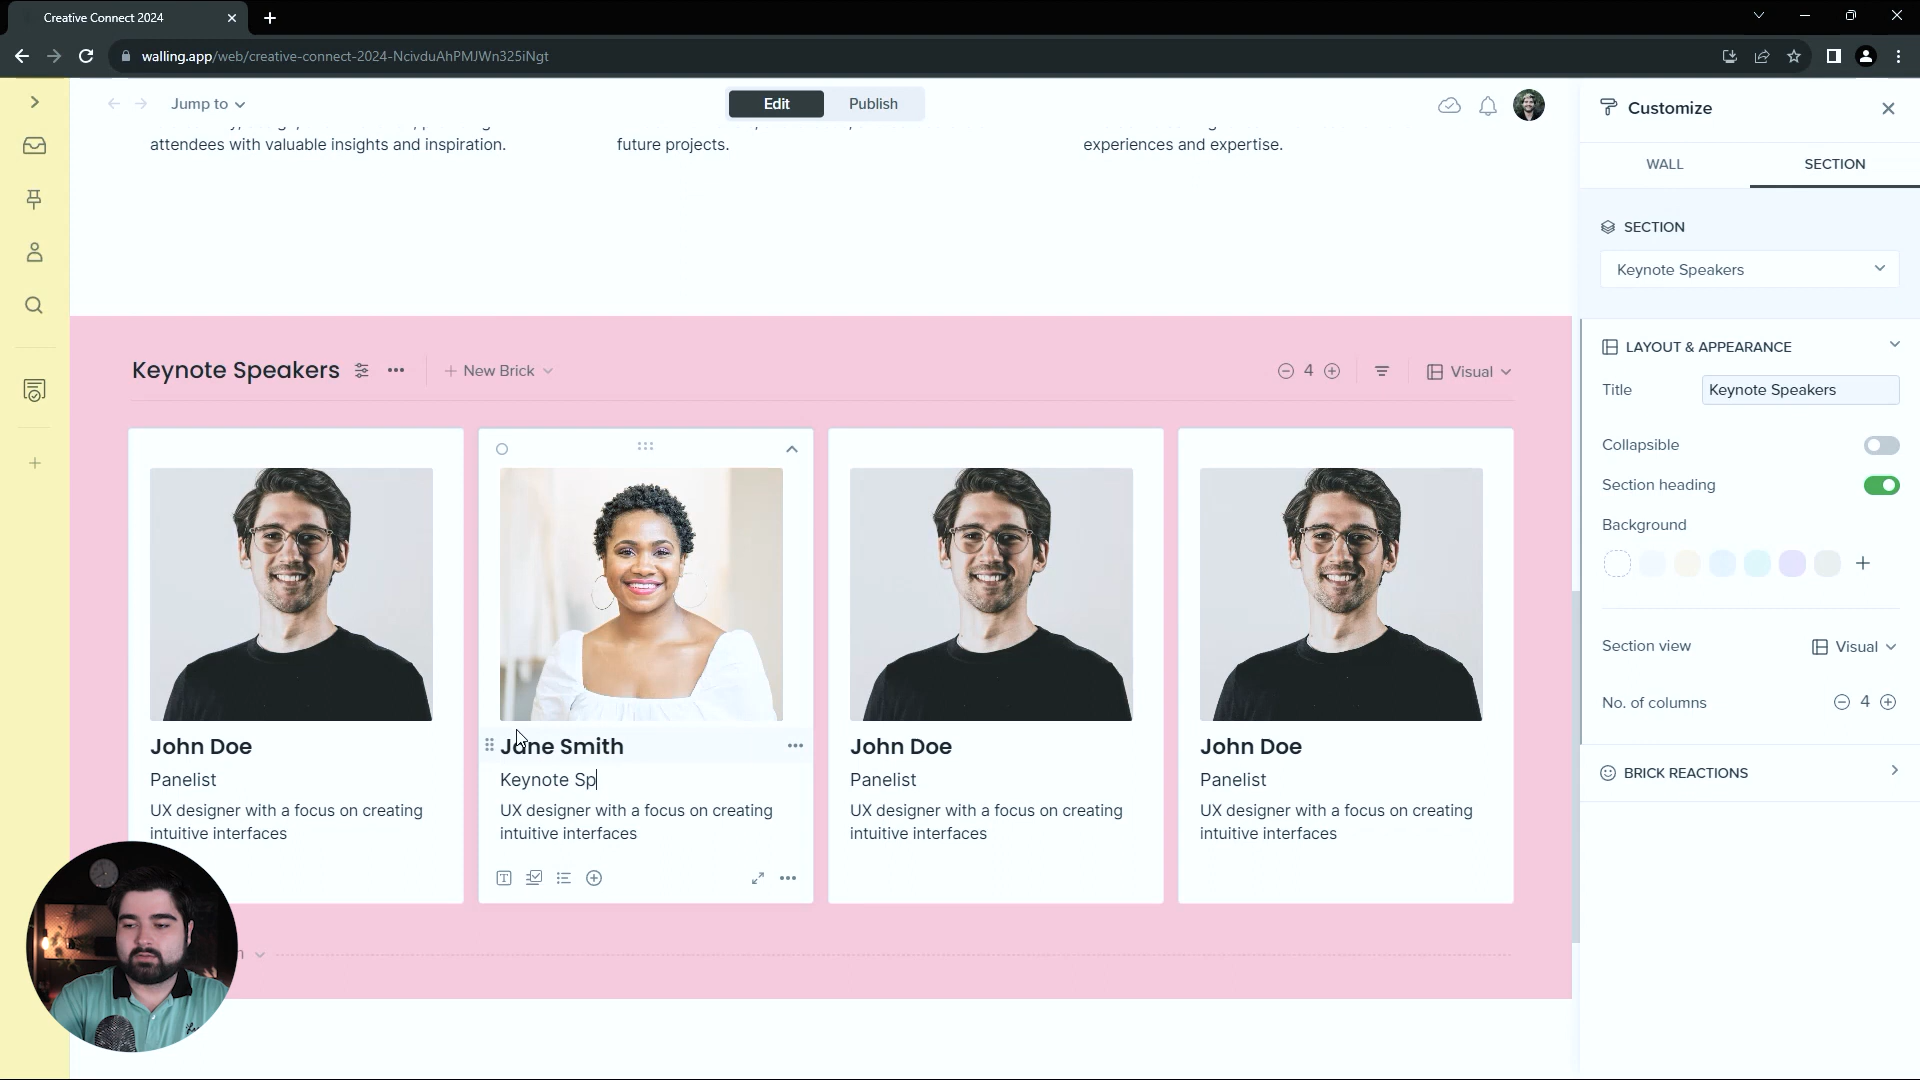 Creative Connect 2024
walling.app/web/creative-connect-2024-NcivduAhPMJWn325iNgt
Jump to
Edit
Publish
attendees with valuable insights and inspiration.
future projects.
experiences and expertise.
Keynote Speakers
New Brick
4
Visual
John Doe
Panelist
UX designer with a focus on creating
intuitive interfaces
Jane Smith
Keynote Sp
UX designer with a focus on creating
intuitive interfaces
John Doe
Panelist
UX designer with a focus on creating
intuitive interfaces
John Doe
Panelist
UX designer with a focus on creating
intuitive interfaces
Customize
WALL
SECTION
SECTION
Keynote Speakers
LAYOUT & APPEARANCE
Title
Keynote Speakers
Collapsible
Section heading
Background
Section view
Visual
No. of columns
4
BRICK REACTIONS